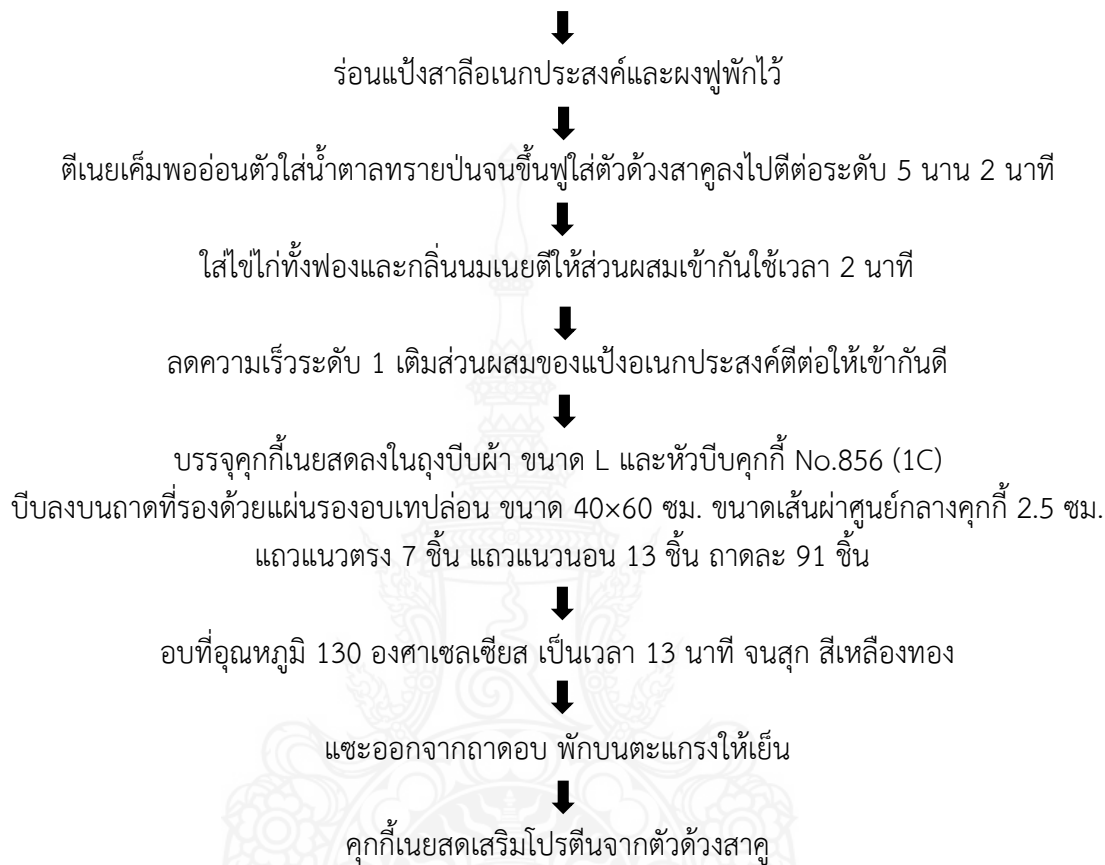 ร่อนแป้งสาลีอเนกประสงค์และผงฟูพักไว้
ตีเนยเค็มพออ่อนตัวใส่น้ำตาลทรายป่นจนขึ้นฟูใส่ตัวด้วงสาคูลงไปตีต่อระดับ 5 นาน 2 นาที
ใส่ไข่ไก่ทั้งฟองและกลิ่นนมเนยตีให้ส่วนผสมเข้ากันใช้เวลา 2 นาที
ลดความเร็วระดับ 1 เติมส่วนผสมของแป้งอเนกประสงค์ตีต่อให้เข้ากันดี
บรรจุคุกกี้เนยสดลงในถุงบีบผ้า ขนาด L และหัวบีบคุกกี้ No.856 (1C)
บีบลงบนถาดที่รองด้วยแผ่นรองอบเทปล่อน ขนาด 40×60 ซม. ขนาดเส้นผ่าศูนย์กลางคุกกี้ 2.5 ซม.
แถวแนวตรง 7 ชิ้น แถวแนวนอน 13 ชิ้น ถาดละ 91 ชิ้น
อบที่อุณหภูมิ 130 องศาเซลเซียส เป็นเวลา 13 นาที จนสุก สีเหลืองทอง
แซะออกจากถาดอบ พักบนตะแกรงให้เย็น
คุกกี้เนยสดเสริมโปรตีนจากตัวด้วงสาคู